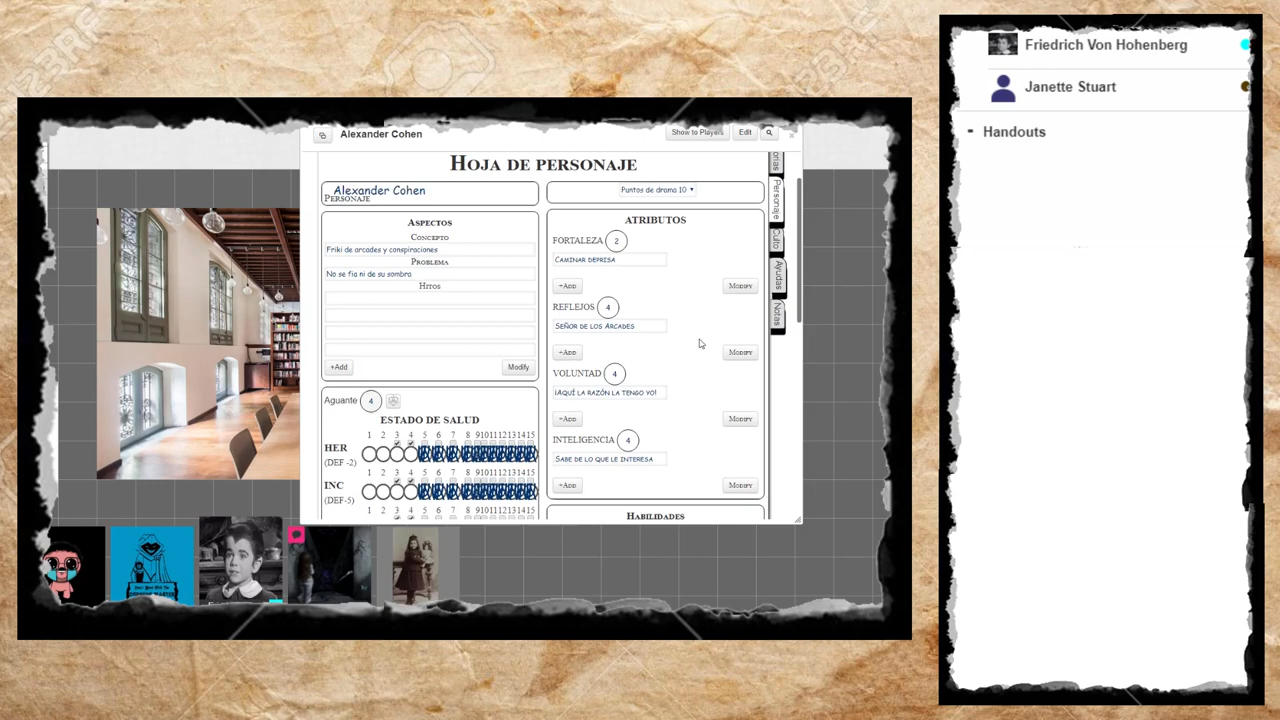 Alexander Cohen
Show to Players
Edit
HOJA DE PERSONAJE
Alexander Cohen
PERSONAJE
Puntos de drama 10
ASPECTOS
CONCEPTO
Friki de arcades y conspiraciones
PROBLEMA
No se fia ni de su sombra
HITOS
+Add
Modify
Aguante 4
ESTADO DE SALUD
1 2 3 4 5 6 7 8 9 10 11 12 13 14 15
HER
(DEF -2)
1 2 3 4 5 6 7 8 9 10 11 12 13 14 15
INC
(DEF-5)
1 2 3 4 5 6 7 8 9 10 11 12 13 14 15
ATRIBUTOS
FORTALEZA 2
CAMINAR DEPRISA
+ADD
MODIFY
REFLEJOS 4
SEÑOR DE LOS ARCADES
+ADD
MODIFY
VOLUNTAD 4
¡AQUÍ LA RAZÓN LA TENGO YO!
+ADD
MODIFY
INTELIGENCIA 4
SABE DE LO QUE LE INTERESA
+ADD
MODIFY
HABILIDADES
Personaje
Culto
Ayudas
Notas
Friedrich Von Hohenberg
Janette Stuart
- Handouts
123RF